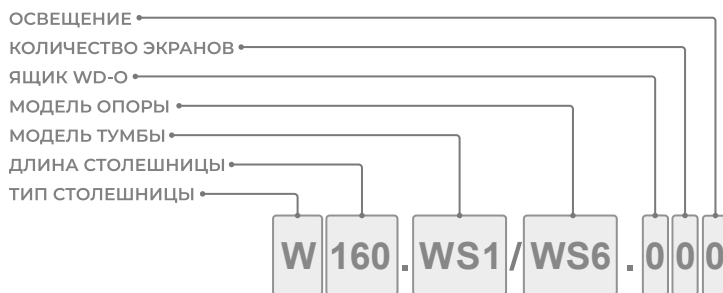 ОСВЕЩЕНИЕ
КОЛИЧЕСТВО ЭКРАНОВ
ЯЩИК WD-O
МОДЕЛЬ ОПОРЫ
МОДЕЛЬ ТУМБЫ
ДЛИНА СТОЛЕШНИЦЫ
ТИП СТОЛЕШНИЦЫ
W 160 . WS1 / WS6 . 0 0 0